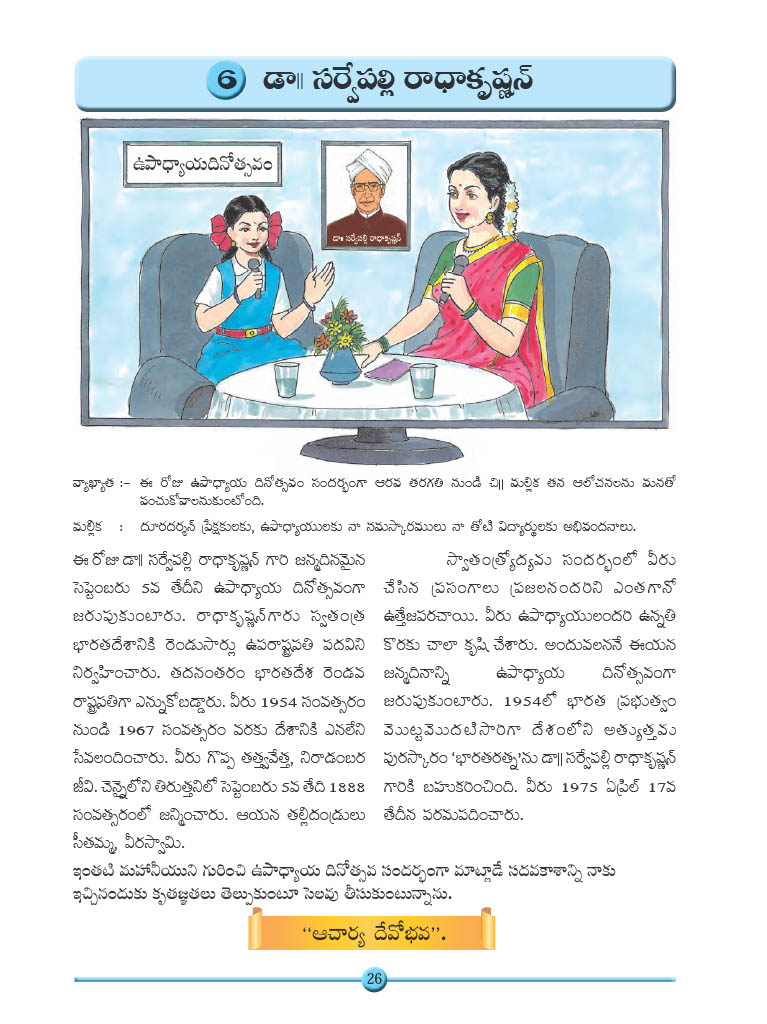 6 డా॥ సర్వేపల్లి రాధాకృష్ణన్
ఉపాధ్యాయదినోత్సవం
డా॥ సర్వేపల్లి రాధాకృష్ణన్
వ్యాఖ్యాత :– ఈ రోజు ఉపాధ్యాయ దినోత్సవం సందర్భంగా ఆరవ తరగతి నుండి చి॥ మల్లిక తన ఆలోచనలను మనతో
పంచుకోవాలనుకుంటోంది.
మల్లిక : దూరదర్శన్ ప్రేక్షకులకు, ఉపాధ్యాయులకు నా నమస్కారములు నా తోటి విద్యార్థులకు అభివందనాలు.
ఈ రోజు డా॥ సర్వేపల్లి రాధాకృష్ణన్ గారి జన్మదినమైన
సెప్టెంబరు 5వ తేదీని ఉపాధ్యాయ దినోత్సవంగా
జరుపుకుంటారు. రాధాకృష్ణన్‌గారు స్వతంత్ర
భారతదేశానికి రెండుసార్లు ఉపరాష్ట్రపతి పదవిని
నిర్వహించారు. తదనంతరం భారతదేశ రెండవ
రాష్ట్రపతిగా ఎన్నుకోబడ్డారు. వీరు 1954 సంవత్సరం
నుండి 1967 సంవత్సరం వరకు దేశానికి ఎనలేని
సేవలందించారు. వీరు గొప్ప తత్త్వవేత్త, నిరాడంబర
జీవి. చెన్నైలోని తిరుత్తనిలో సెప్టెంబరు 5వ తేది 1888
సంవత్సరంలో జన్మించారు. ఆయన తల్లిదండ్రులు
సీతమ్మ, వీరస్వామి.
స్వాతంత్ర్యోద్యమ సందర్భంలో వీరు
చేసిన ప్రసంగాలు ప్రజలనందరిని ఎంతగానో
ఉత్తేజపరచాయి. వీరు ఉపాధ్యాయులందరి ఉన్నతి
కొరకు చాలా కృషి చేశారు. అందువలననే ఈయన
జన్మదినాన్ని ఉపాధ్యాయ దినోత్సవంగా
జరుపుకుంటారు. 1954లో భారత ప్రభుత్వం
మొట్టమొదటిసారిగా దేశంలోని అత్యుత్తమ
పురస్కారం ‘భారతరత్న’ను డా॥ సర్వేపల్లి రాధాకృష్ణన్
గారికి బహుకరించింది. వీరు 1975 ఏప్రిల్ 17వ
తేదీన పరమపదించారు.
ఇంతటి మహానీయుని గురించి ఉపాధ్యాయ దినోత్సవ సందర్భంగా మాట్లాడే సదవకాశాన్ని నాకు
ఇచ్చినందుకు కృతజ్ఞతలు తెల్పుకుంటూ సెలవు తీసుకుంటున్నాను.
“ఆచార్య దేవోభవ”.
26